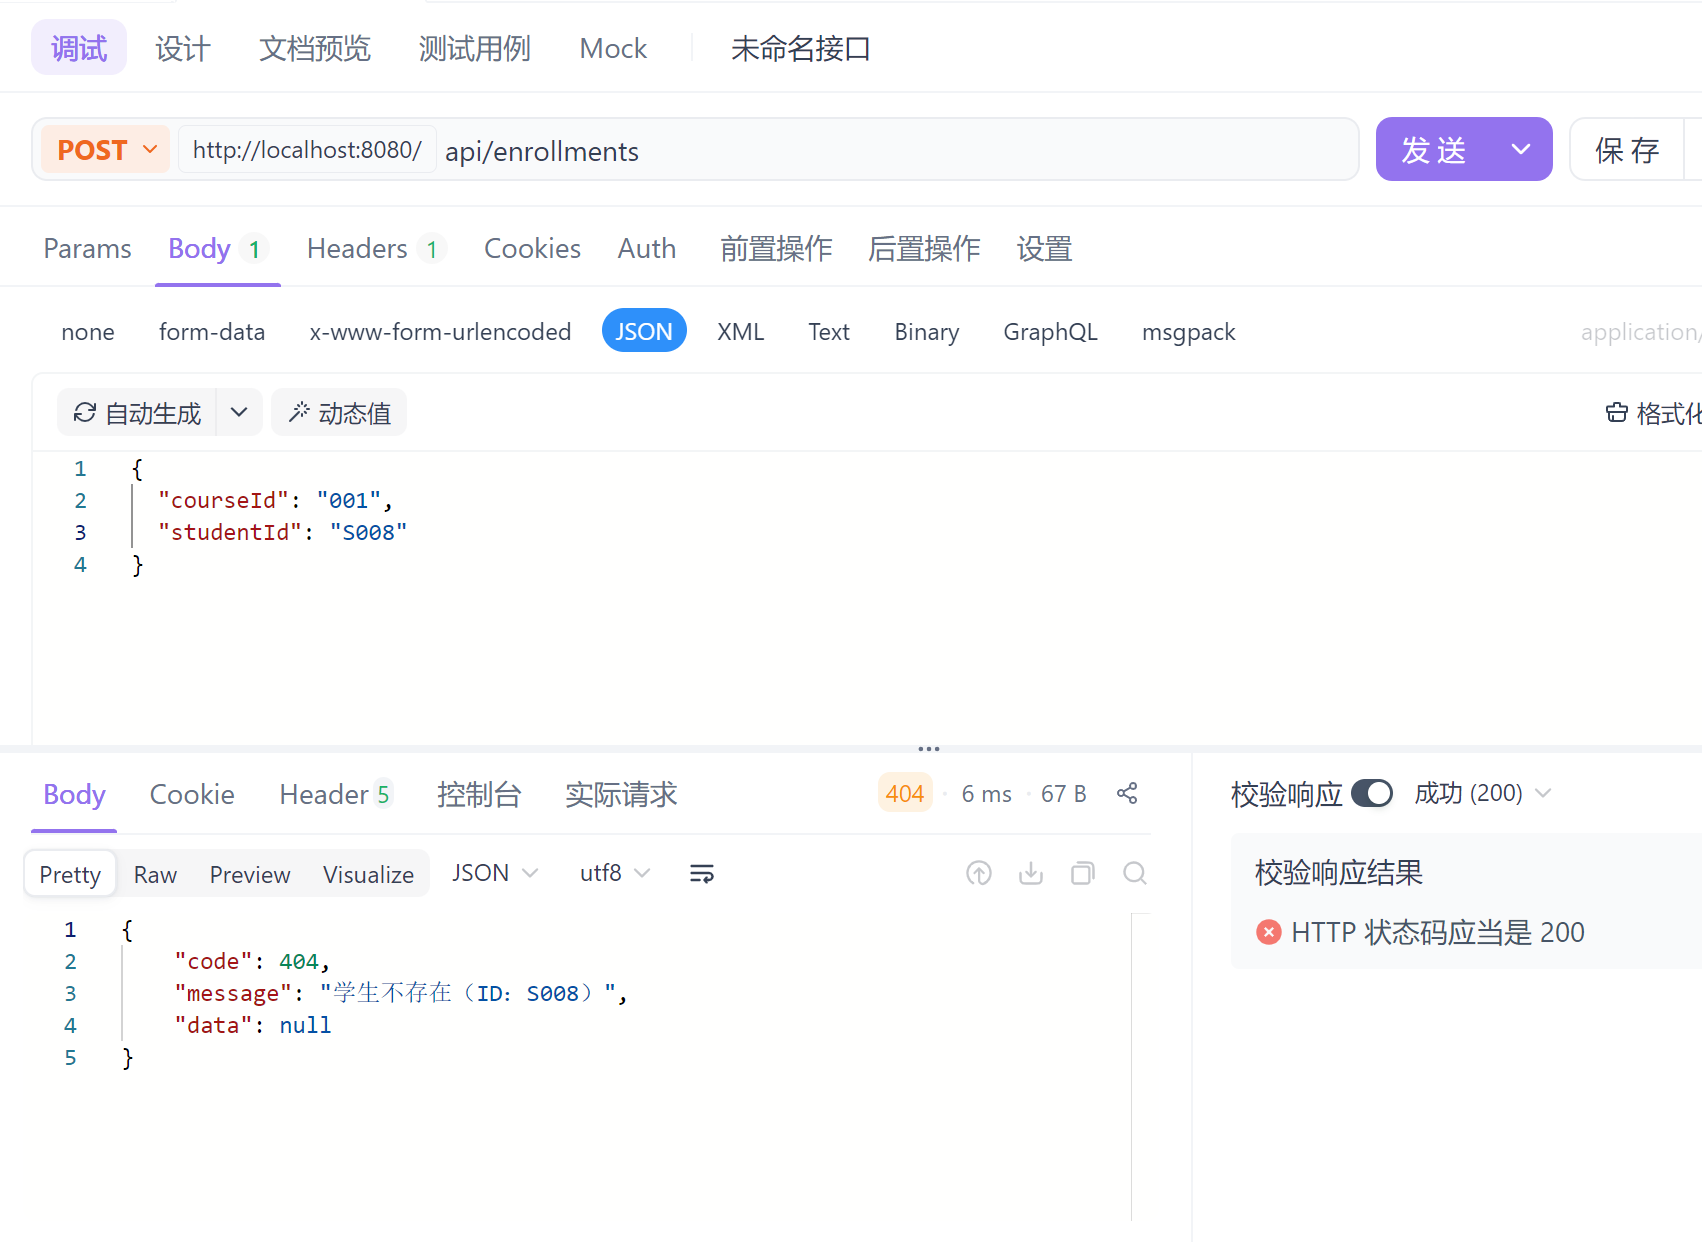 调试 设计 文档预览 测试用例 Mock 未命名接口
POST http://localhost:8080/ api/enrollments 发 送 保 存
Params Body 1 Headers 1 Cookies Auth 前置操作 后置操作 设置
none form-data x-www-form-urlencoded JSON XML Text Binary GraphQL msgpack application/
自动生成 动态值 格式化
1 {
2 "courseId": "001",
3 "studentId": "S008"
4 }
Body Cookie Header 5 控制台 实际请求 404 · 6 ms · 67 B 校验响应 成功 (200)
Pretty Raw Preview Visualize JSON utf8 校验响应结果
HTTP 状态码应当是 200
1 {
2 "code": 404,
3 "message": "学生不存在（ID：S008）",
4 "data": null
5 }